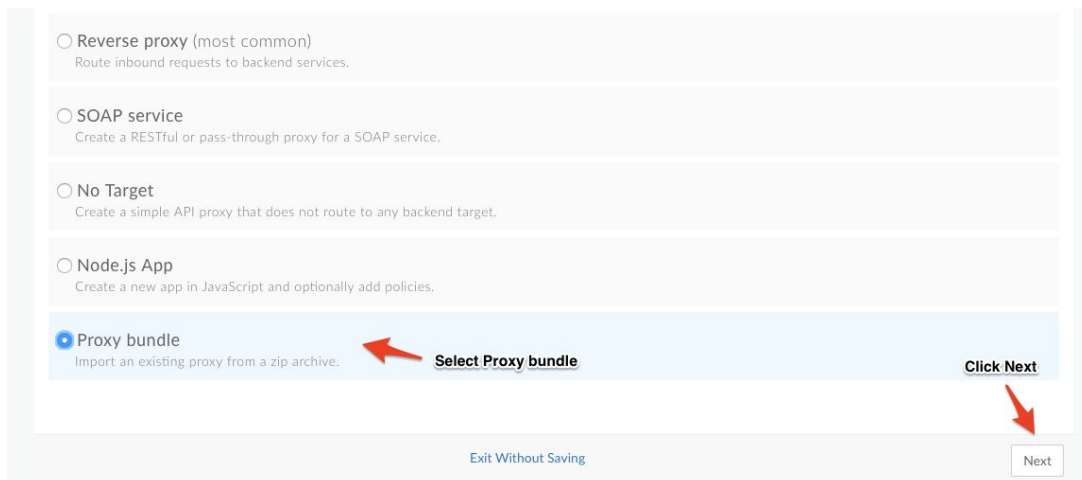 Reverse proxy (most common)
Route inbound requests to backend services.
SOAP service
Create a RESTful or pass-through proxy for a SOAP service.
No Target
Create a simple API proxy that does not route to any backend target.
Node.js App
Create a new app in JavaScript and optionally add policies.
Proxy bundle
Import an existing proxy from a zip archive.
Select Proxy bundle
Click Next
Exit Without Saving
Next